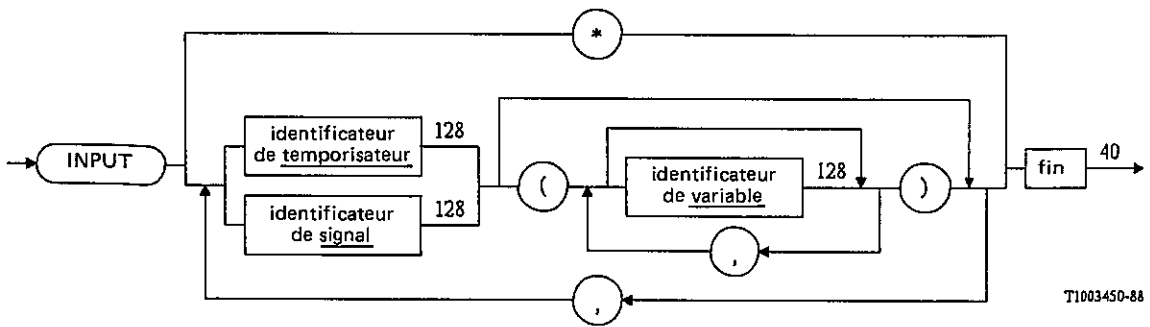 *
INPUT
identificateur
de temporisateur
128
identificateur
de signal
128
(
identificateur
de variable
128
,
)
,
fin
40
T1003450-88